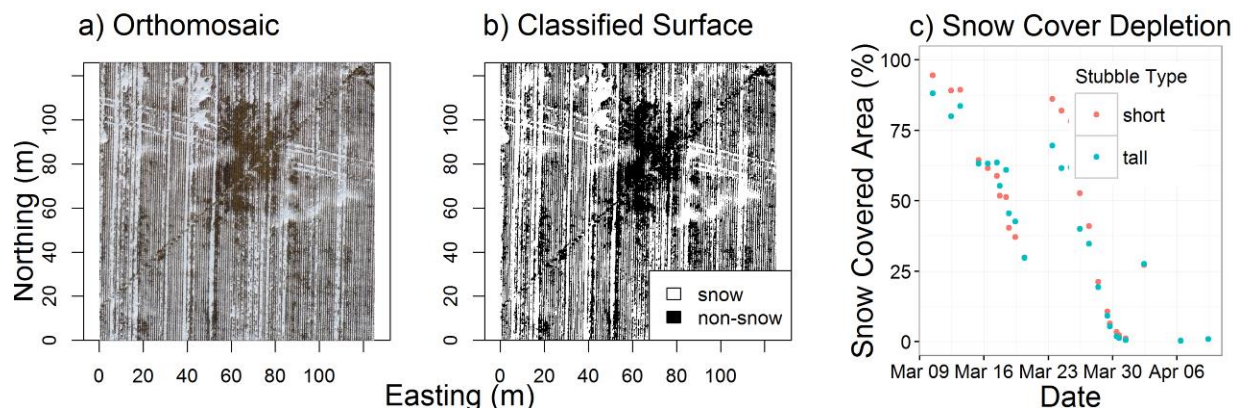 a) Orthomosaic
b) Classified Surface
c) Snow Cover Depletion
Northing (m)
100
80
60
40
20
0
0 20 40 60 80 100
100
80
60
40
20
0
0 20 40 60 80 100
snow
non-snow
Easting (m)
Snow Covered Area (%)
100
75
50
25
0
Stubble Type
short
tall
Mar 09 Mar 16 Mar 23 Mar 30 Apr 06
Date